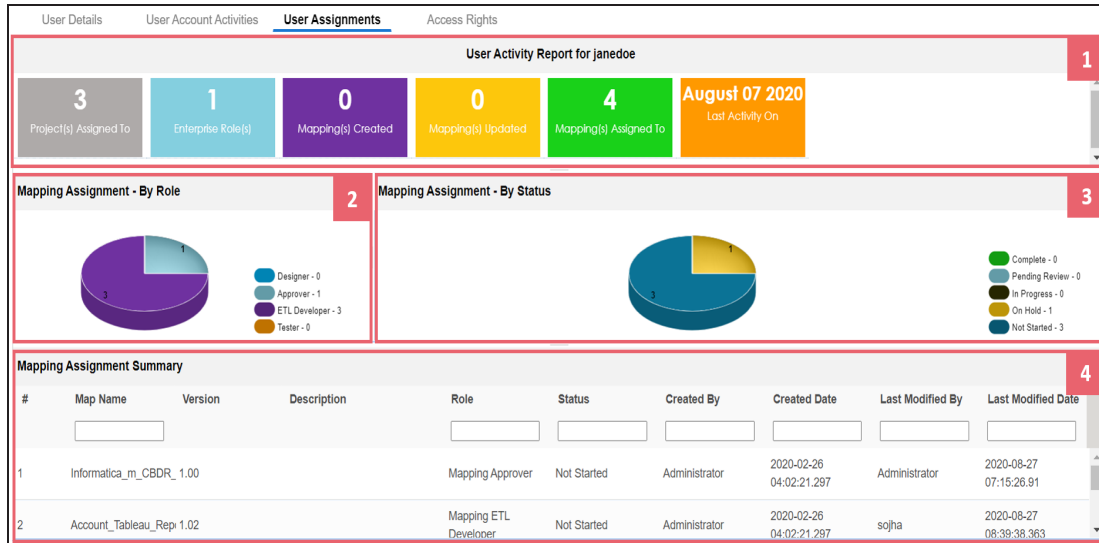 User Details User Account Activities User Assignments Access Rights
User Activity Report for janedoe
1
3 1 0 0 4 August 07 2020
Project(s) Assigned To Enterprise Role(s) Mapping(s) Created Mapping(s) Updated Mapping(s) Assigned To Last Activity On
Mapping Assignment - By Role
2
1
3
Designer - 0
Approver - 1
ETL Developer - 3
Tester - 0
Mapping Assignment - By Status
3
1
3
Complete - 0
Pending Review - 0
In Progress - 0
On Hold - 1
Not Started - 3
Mapping Assignment Summary
4
# Map Name Version Description Role Status Created By Created Date Last Modified By Last Modified Date
1 Informatica_m_CBDR_ 1.00 Mapping Approver Not Started Administrator 2020-02-26 04:02:21.297 Administrator 2020-08-27 07:15:26.91
2 Account_Tableau_Rep 1.02 Mapping ETL Developer Not Started Administrator 2020-02-26 04:02:21.297 sojha 2020-08-27 08:39:38.363